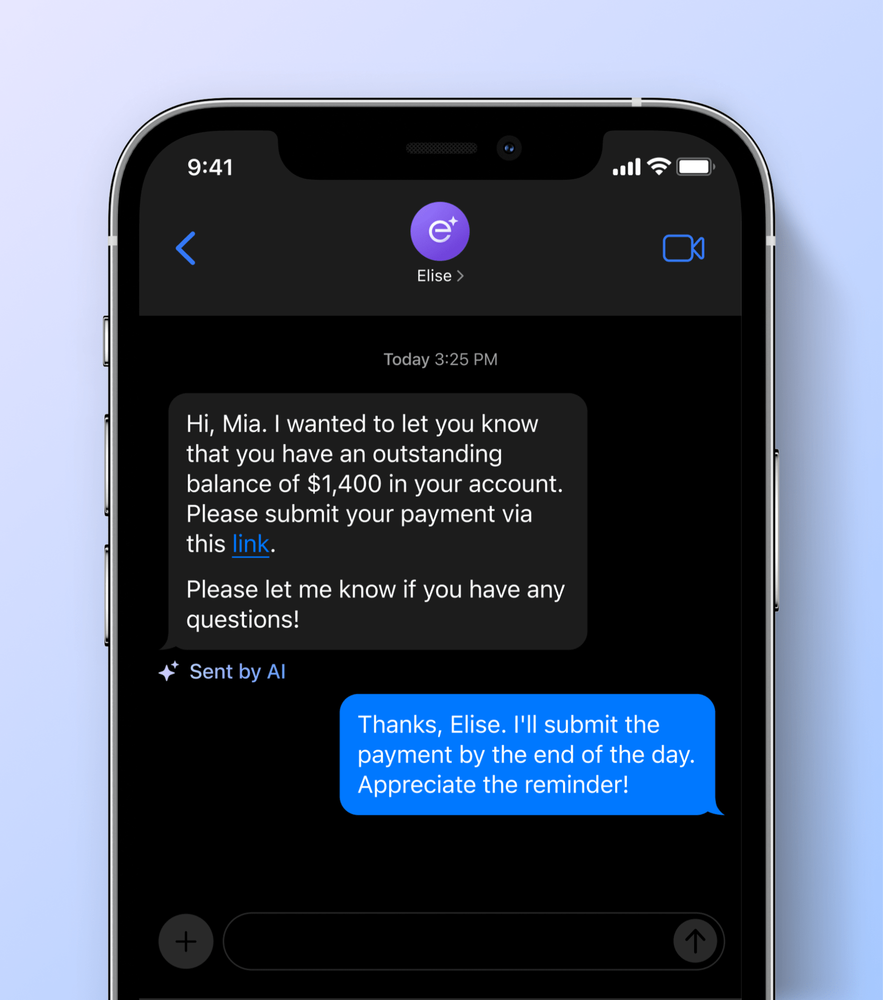 9:41
e
Elise
Today 3:25 PM
Hi, Mia. I wanted to let you know
that you have an outstanding
balance of $1,400 in your account.
Please submit your payment via
this link.
Please let me know if you have any
questions!
Sent by AI
Thanks, Elise. I'll submit the
payment by the end of the day.
Appreciate the reminder!